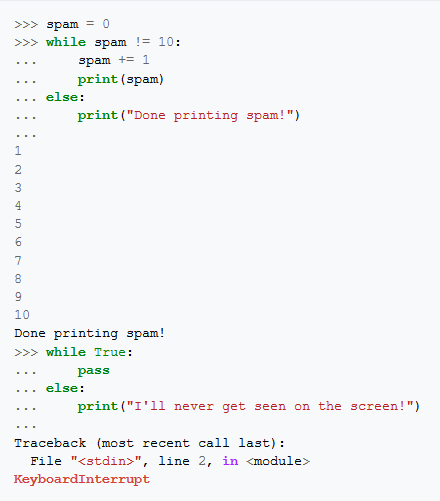 >>> spam = 0
>>> while spam != 10:
...     spam += 1
...     print(spam)
... else:
...     print("Done printing spam!")
...
1
2
3
4
5
6
7
8
9
10
Done printing spam!
>>> while True:
...     pass
... else:
...     print("I'll never get seen on the screen!")
...
Traceback (most recent call last):
  File "<stdin>", line 2, in <module>
KeyboardInterrupt